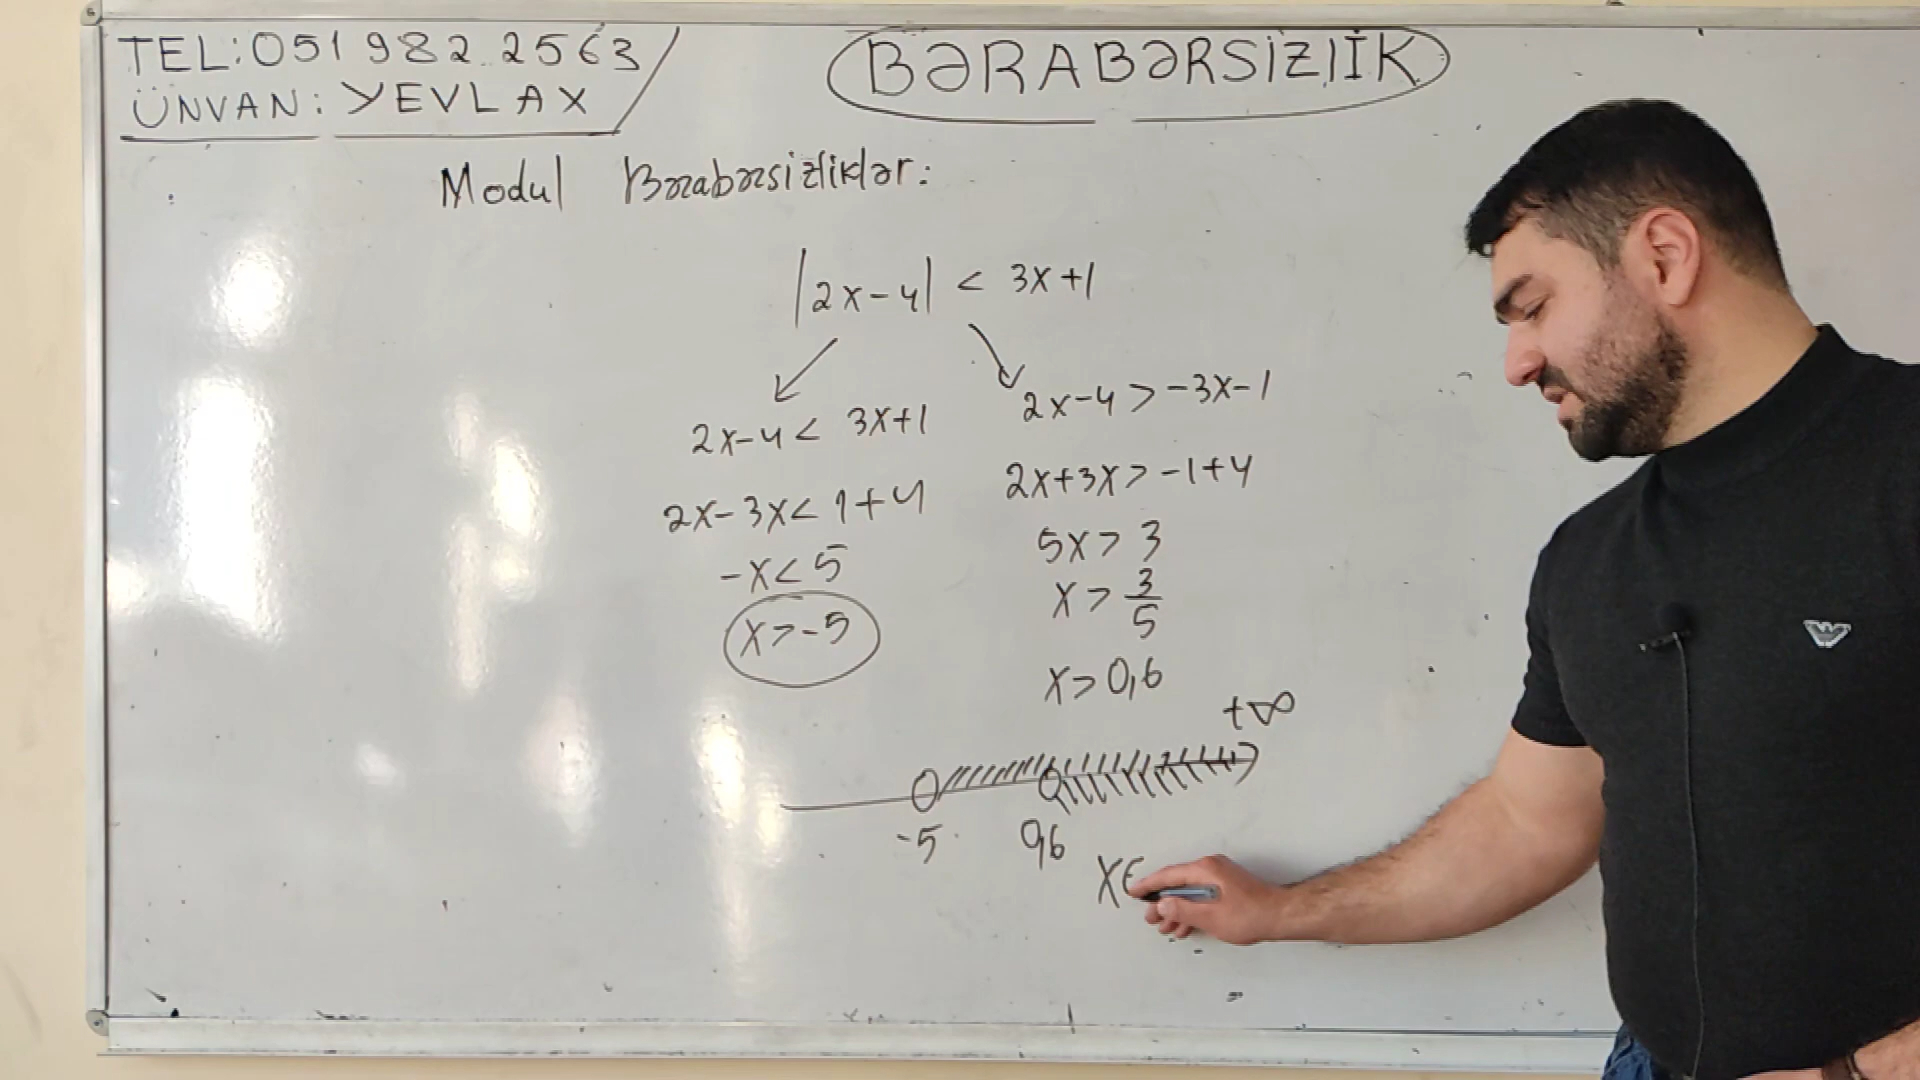 TEL: 051 982 2563
ÜNVAN: YEVLAX
BƏRABƏRSİZLİK
Modul Bərabərsizliklər:
|2x-4| < 3x+1
2x-4 < 3x+1
2x-3x < 1+4
-x < 5
x > -5
2x-4 > -3x-1
2x+3x > -1+4
5x > 3
x > 3/5
x > 0,6
+∞
-5 0,6
x∈